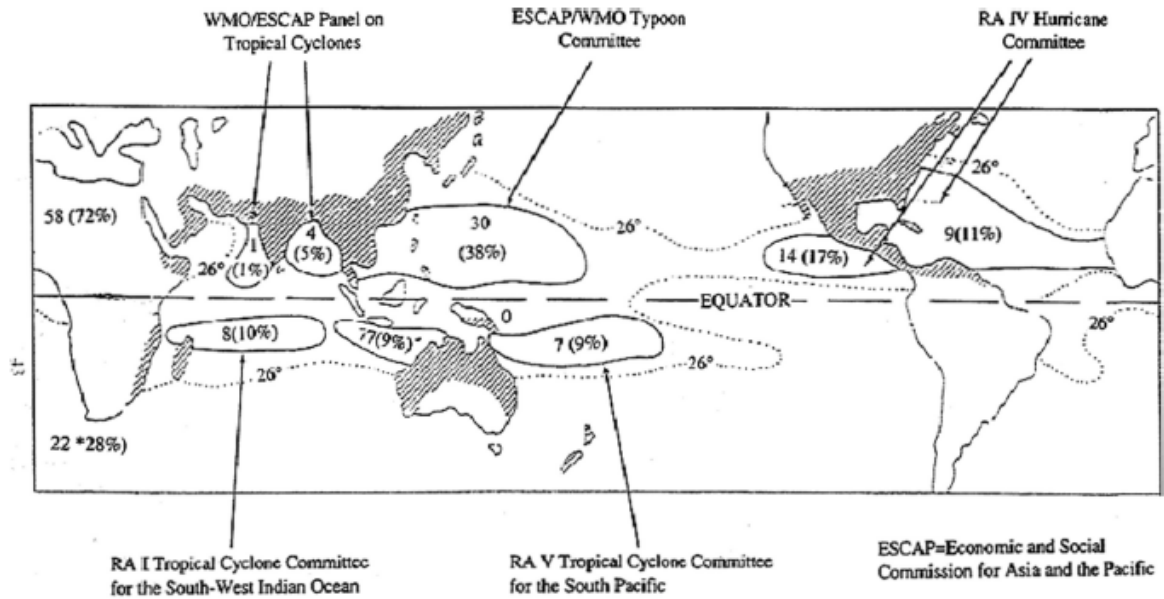 WMO/ESCAP Panel on
Tropical Cyclones
ESCAP/WMO Typoon
Committee
RA IV Hurricane
Committee
26°
58 (72%)
30
(38%)
26°
9(11%)
1
(1%)
4
(5%)
26°
14 (17%)
EQUATOR
0
8(10%)
7(9%)
7 (9%)
26°
26°
26°
43
22 *28%)
RA I Tropical Cyclone Committee
for the South-West Indian Ocean
RA V Tropical Cyclone Committee
for the South Pacific
ESCAP=Economic and Social
Commission for Asia and the Pacific